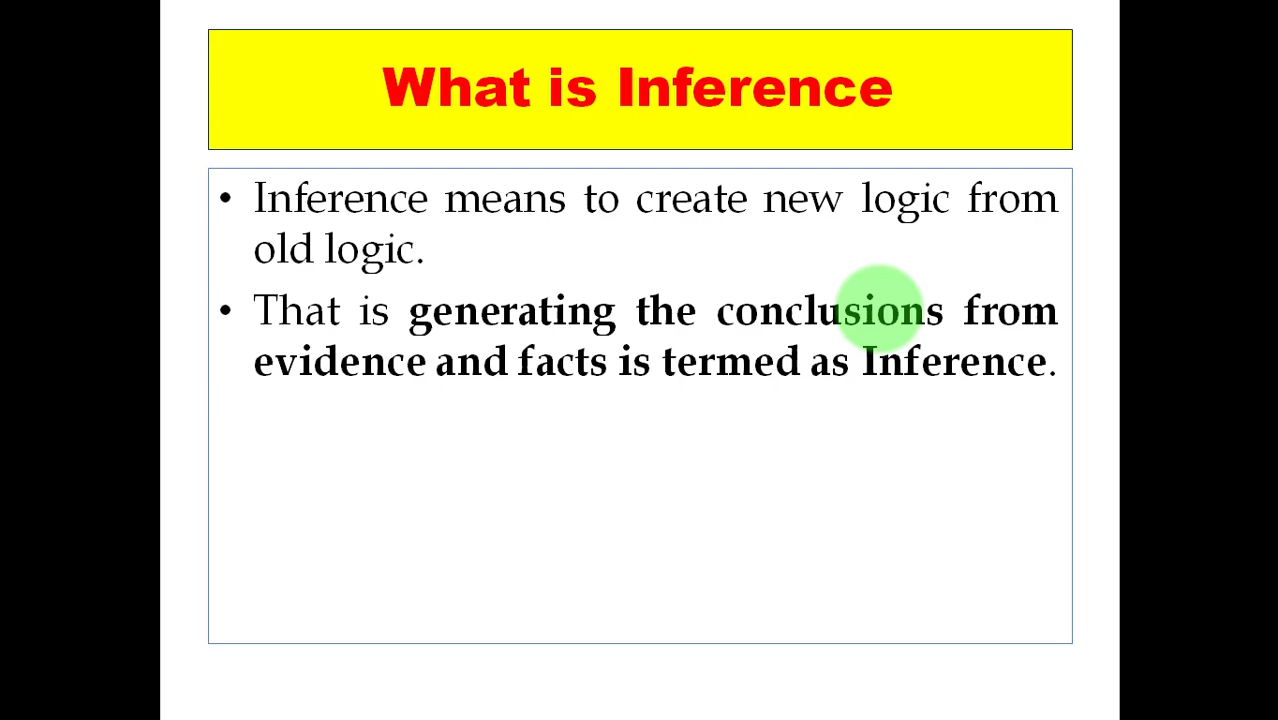 What is Inference
• Inference means to create new logic from
old logic.
• That is generating the conclusions from
evidence and facts is termed as Inference.